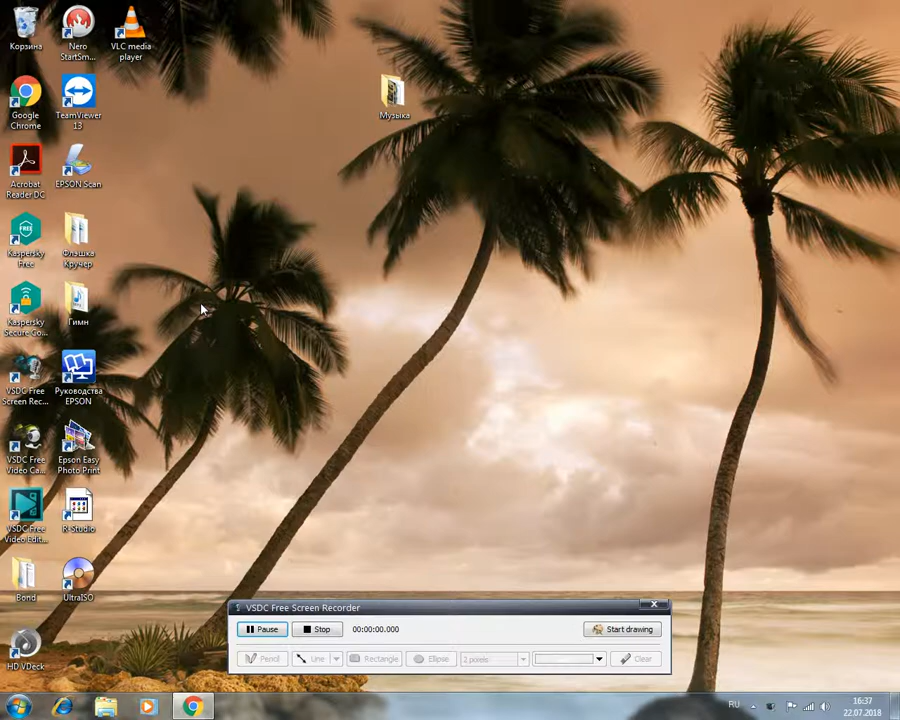 Корзина
Nero
StartSm...
VLC media
player
Google
Chrome
TeamViewer
13
Музыка
Acrobat
Reader DC
EPSON Scan
Kaspersky
Free
Флэшка
Кручер
Kaspersky
Secure Co...
Гимн
VSDC Free
Screen Rec...
Руководства
EPSON
VSDC Free
Video Ca...
Epson Easy
Photo Print
VSDC Free
Video Edit...
R-Studio
Bond
UltraISO
HD VDeck
VSDC Free Screen Recorder
Pause
Stop
00:00:00.000
Start drawing
Pencil
Line
Rectangle
Ellipse
2 pixels
Clear
RU
16:37
22.07.2018